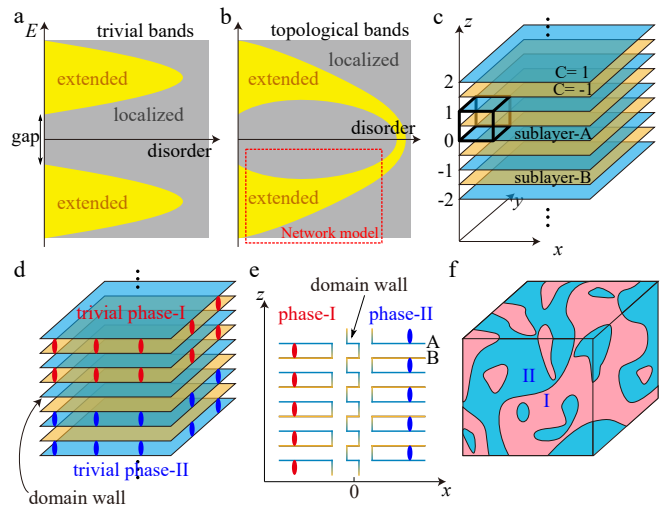 a
E
trivial bands
extended
localized
gap
disorder
extended
b
topological bands
localized
extended
disorder
extended
Network model
c
z
2
C= 1
C= -1
1
sublayer-A
0
-1
sublayer-B
-2
y
x
d
trivial phase-I
trivial phase-II
domain wall
e
domain wall
z
phase-I
phase-II
A
B
0
x
f
II
I